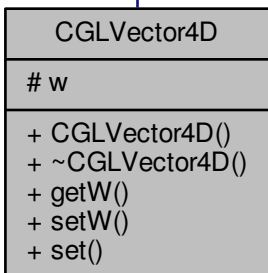 CGLVector4D
# w
+ CGLVector4D()
+ ~CGLVector4D()
+ getW()
+ setW()
+ set()